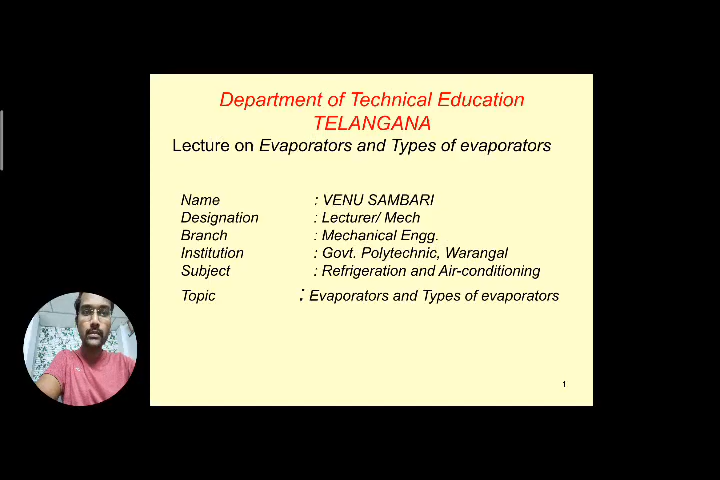 Department of Technical Education
TELANGANA
Lecture on Evaporators and Types of evaporators
Name : VENU SAMBARI
Designation : Lecturer/ Mech
Branch : Mechanical Engg.
Institution : Govt. Polytechnic, Warangal
Subject : Refrigeration and Air-conditioning
Topic : Evaporators and Types of evaporators
1